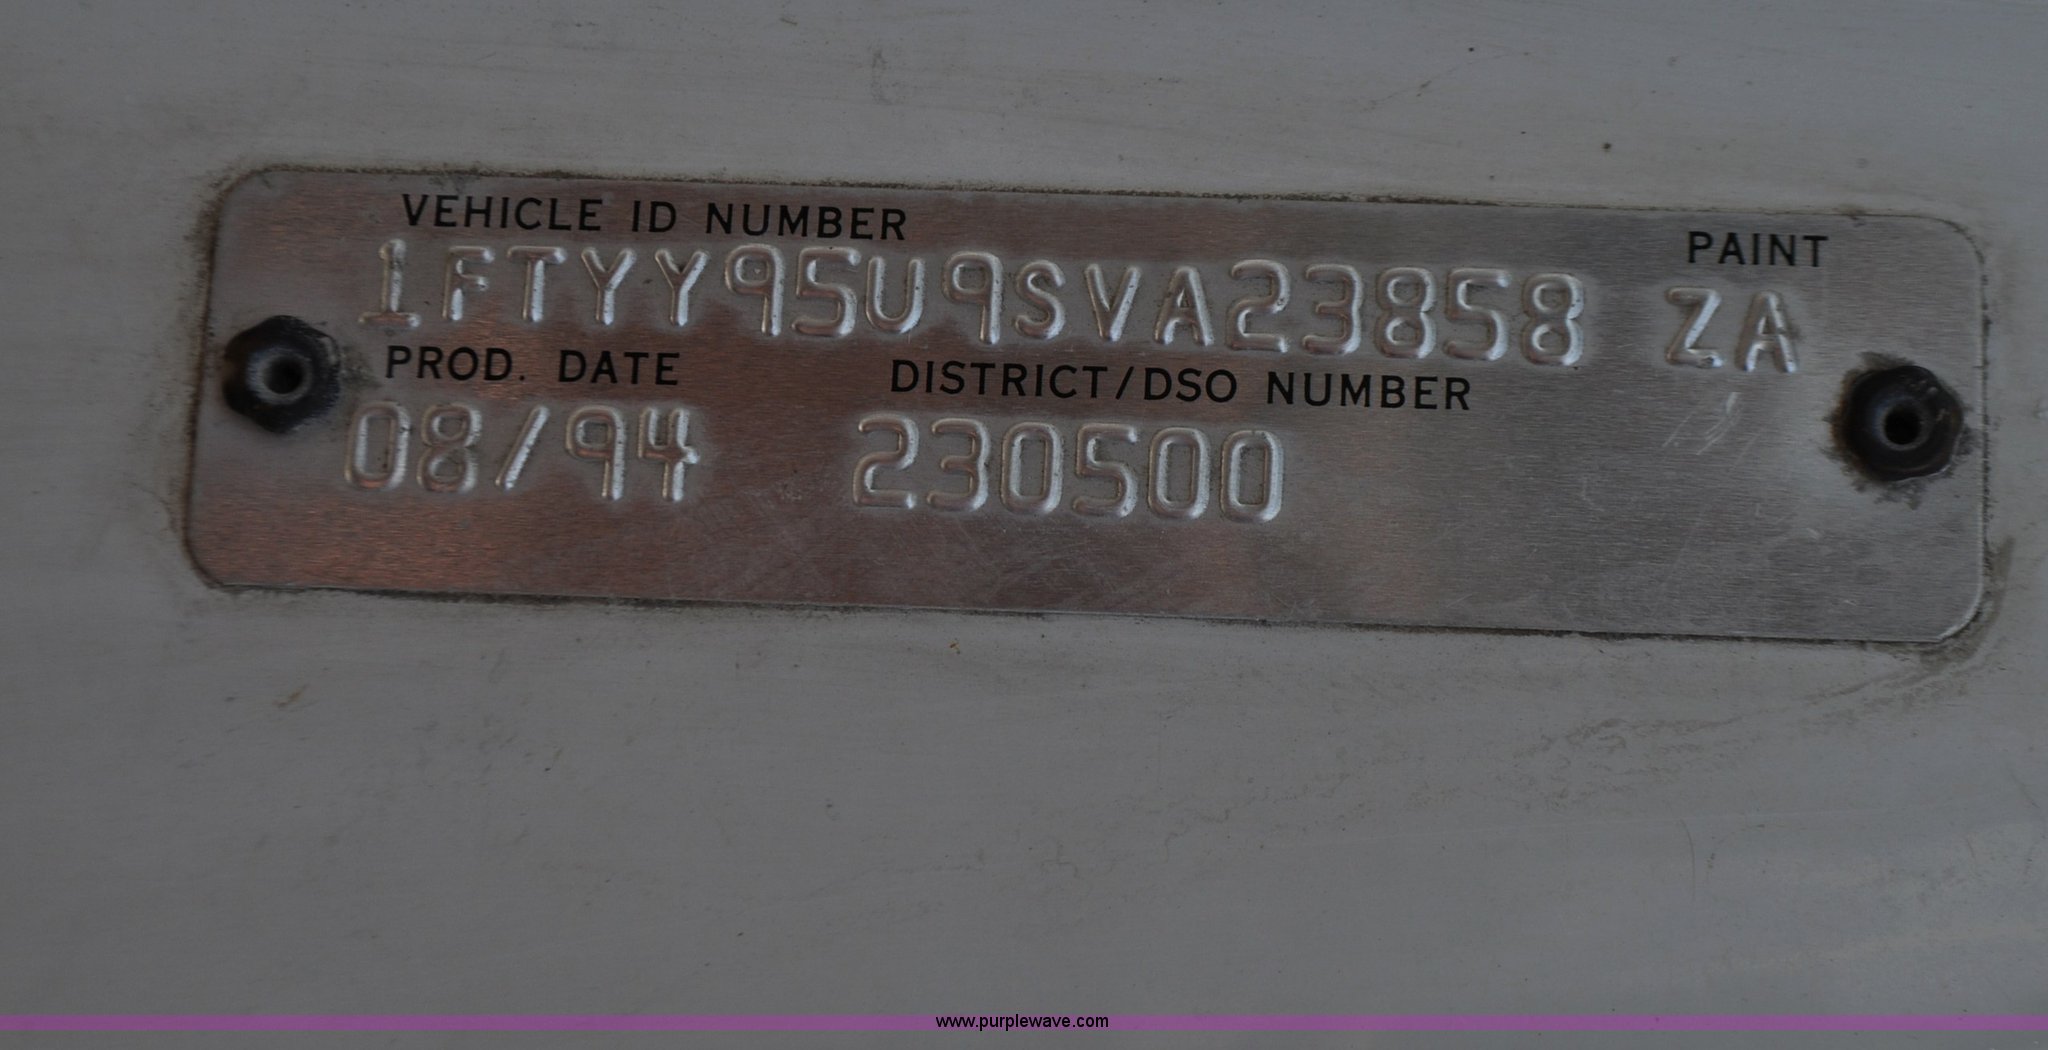 VEHICLE ID NUMBER PAINT
1FTYY95U9SVA23858 ZA
PROD. DATE DISTRICT/DSO NUMBER
08/94 230500
www.purplewave.com